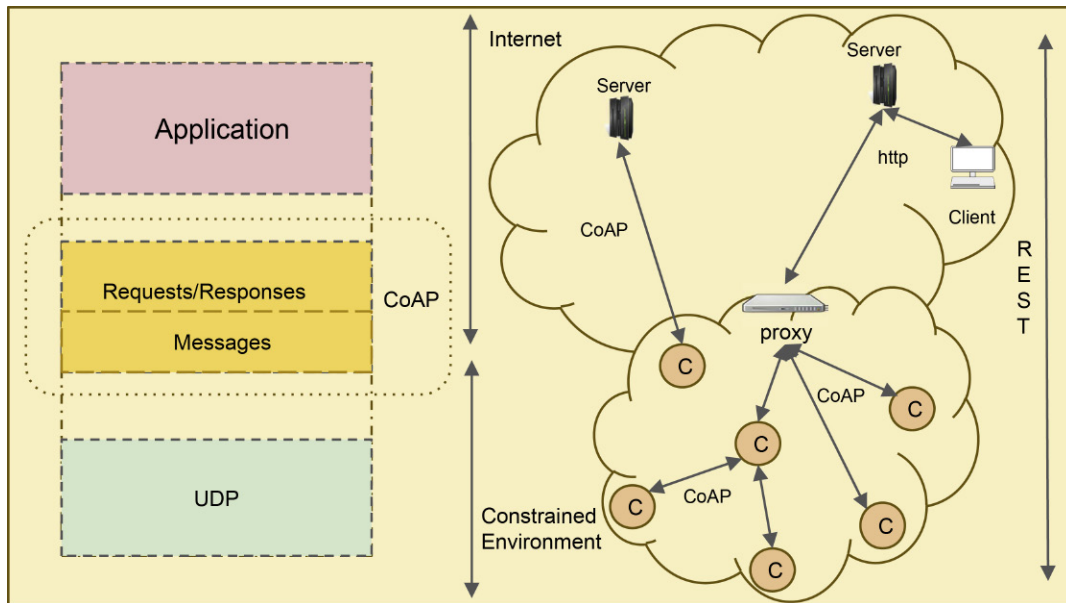 Application
Requests/Responses
Messages
CoAP
UDP
Internet
Constrained
Environment
Server
Server
http
Client
CoAP
proxy
C
CoAP
C
C
CoAP
C
C
C
R
E
S
T